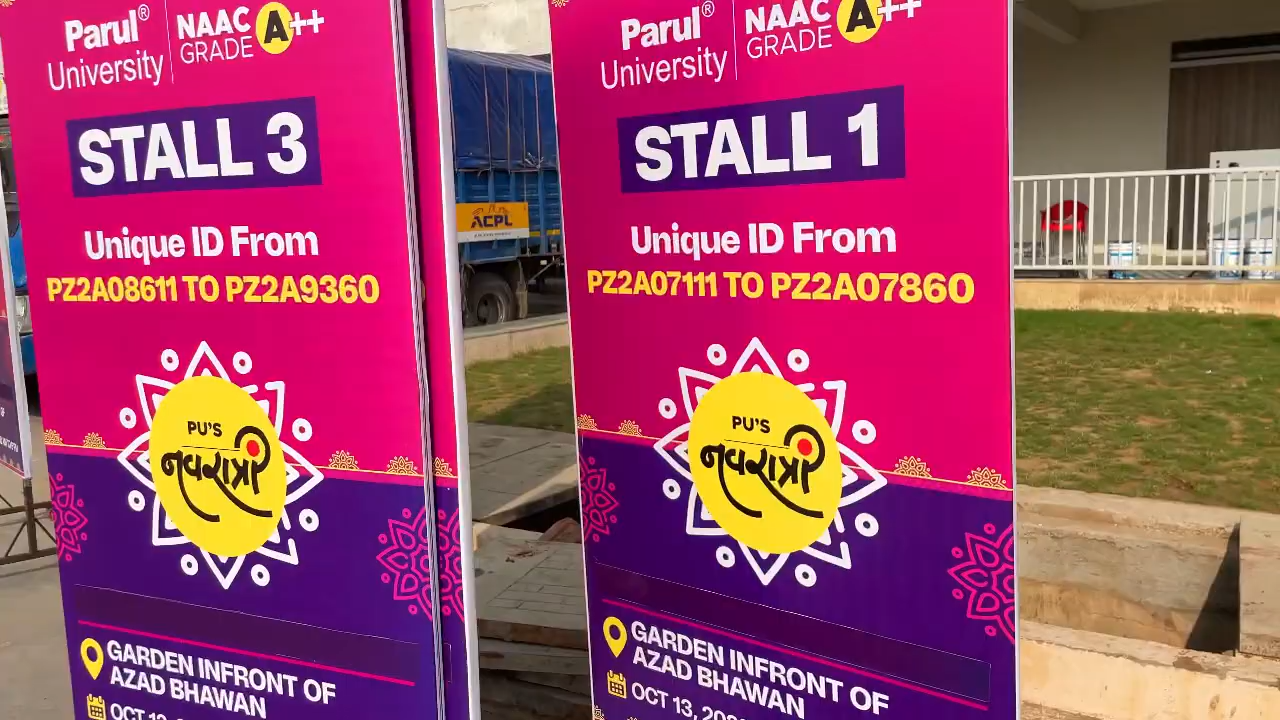 Parul®
University
NAAC
GRADE
A++
STALL 3
Unique ID From
PZ2A08611 TO PZ2A9360
PU'S
નવરાત્રી
GARDEN INFRONT OF
AZAD BHAWAN
Parul®
University
NAAC
GRADE
A++
STALL 1
Unique ID From
PZ2A07111 TO PZ2A07860
PU'S
નવરાત્રી
GARDEN INFRONT OF
AZAD BHAWAN
OCT 13,
ACPL